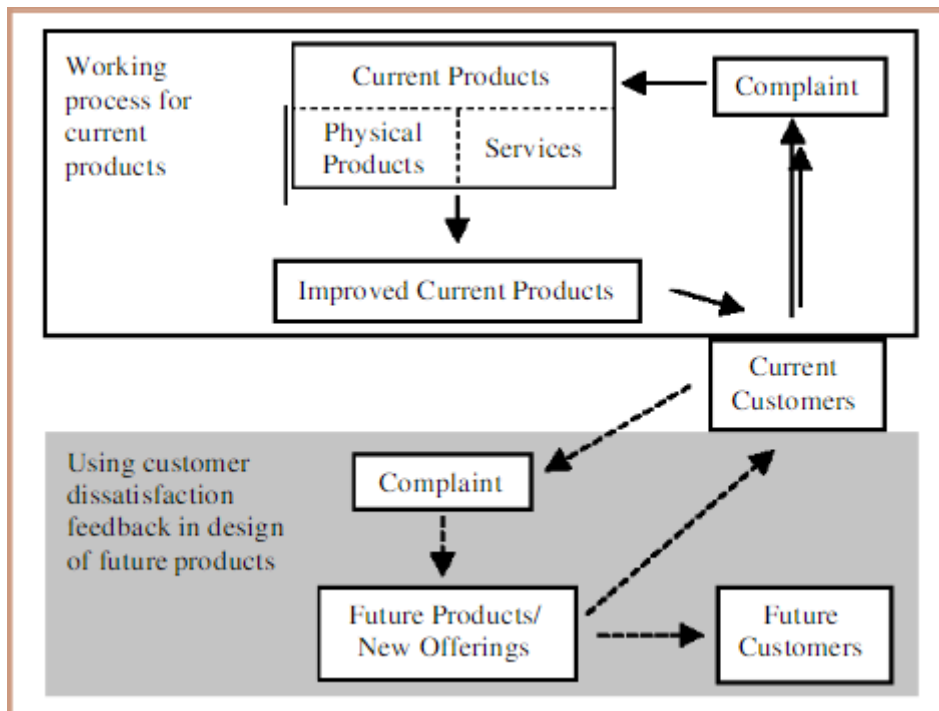 Working
process for
current
products
Current Products
Physical
Products
Services
Complaint
Improved Current Products
Current
Customers
Using customer
dissatisfaction
feedback in design
of future products
Complaint
Future Products/
New Offerings
Future
Customers